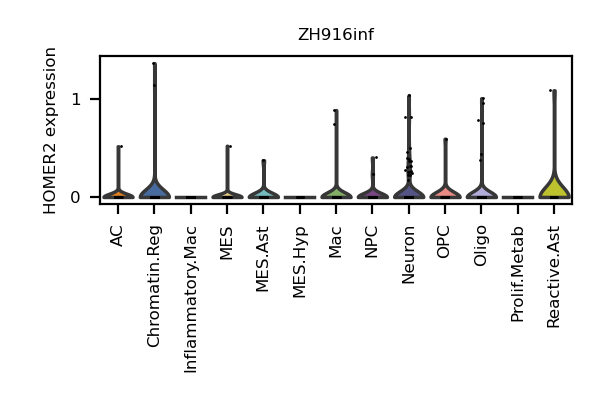 ZH916inf
HOMER2 expression
1
0
AC
Chromatin.Reg
Inflammatory.Mac
MES
MES.Ast
MES.Hyp
Mac
NPC
Neuron
OPC
Oligo
Prolif.Metab
Reactive.Ast